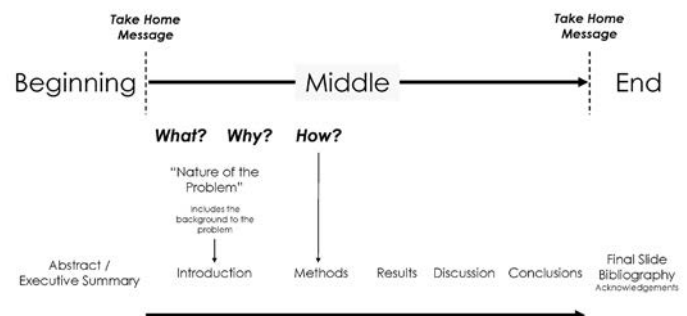 Take Home
Message
Take Home
Message
Beginning
Middle
End
What? Why? How?
"Nature of the
Problem"
Includes the
background to the
problem
Abstract /
Executive Summary
Introduction
Methods
Results
Discussion
Conclusions
Final Slide
Bibliography
Acknowledgements